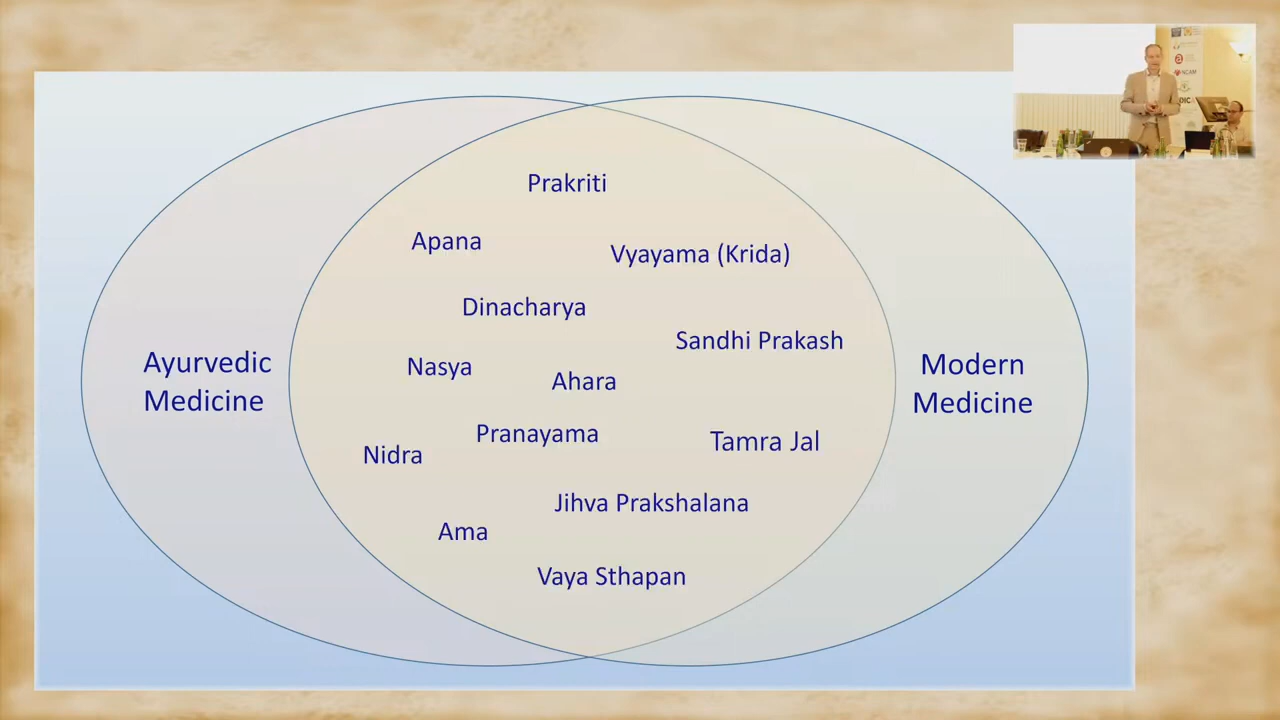 Prakriti
Apana
Vyayama (Krida)
Dinacharya
Sandhi Prakash
Nasya
Ahara
Ayurvedic
Medicine
Modern
Medicine
Pranayama
Tamra Jal
Nidra
Jihva Prakshalana
Ama
Vaya Sthapan
NCAM